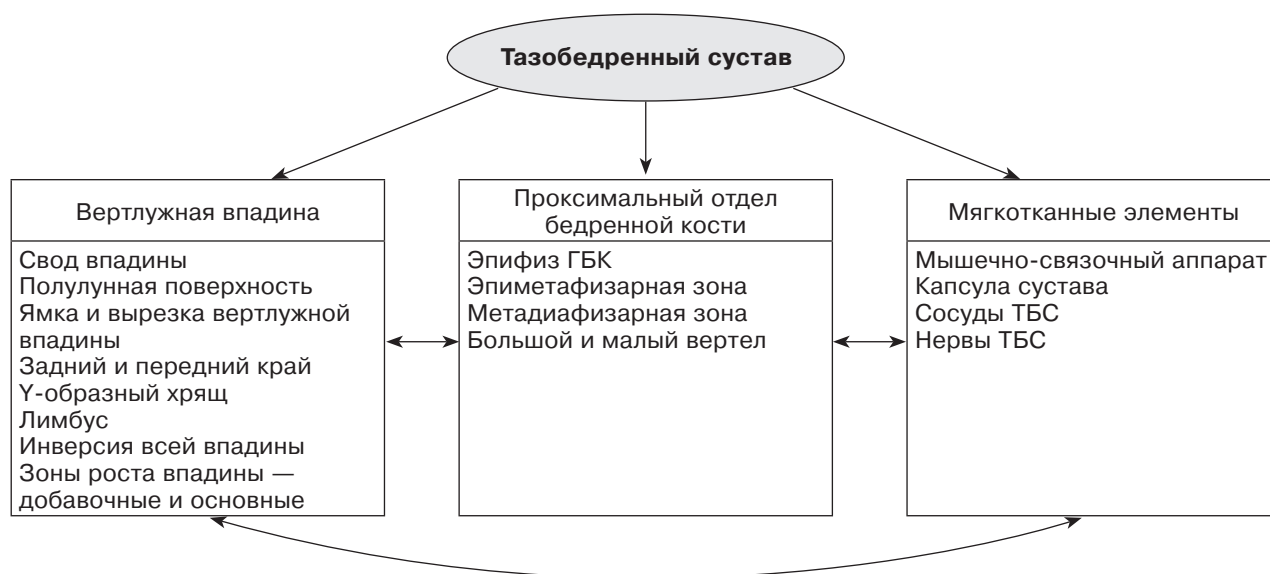 Тазобедренный сустав
Вертлужная впадина
Свод впадины
Полулунная поверхность
Ямка и вырезка вертлужной
впадины
Задний и передний край
Y-образный хрящ
Лимбус
Инверсия всей впадины
Зоны роста впадины —
добавочные и основные
Проксимальный отдел
бедренной кости
Эпифиз ГБК
Эпиметафизарная зона
Метадиафизарная зона
Большой и малый вертел
Мягкотканные элементы
Мышечно-связочный аппарат
Капсула сустава
Сосуды ТБС
Нервы ТБС